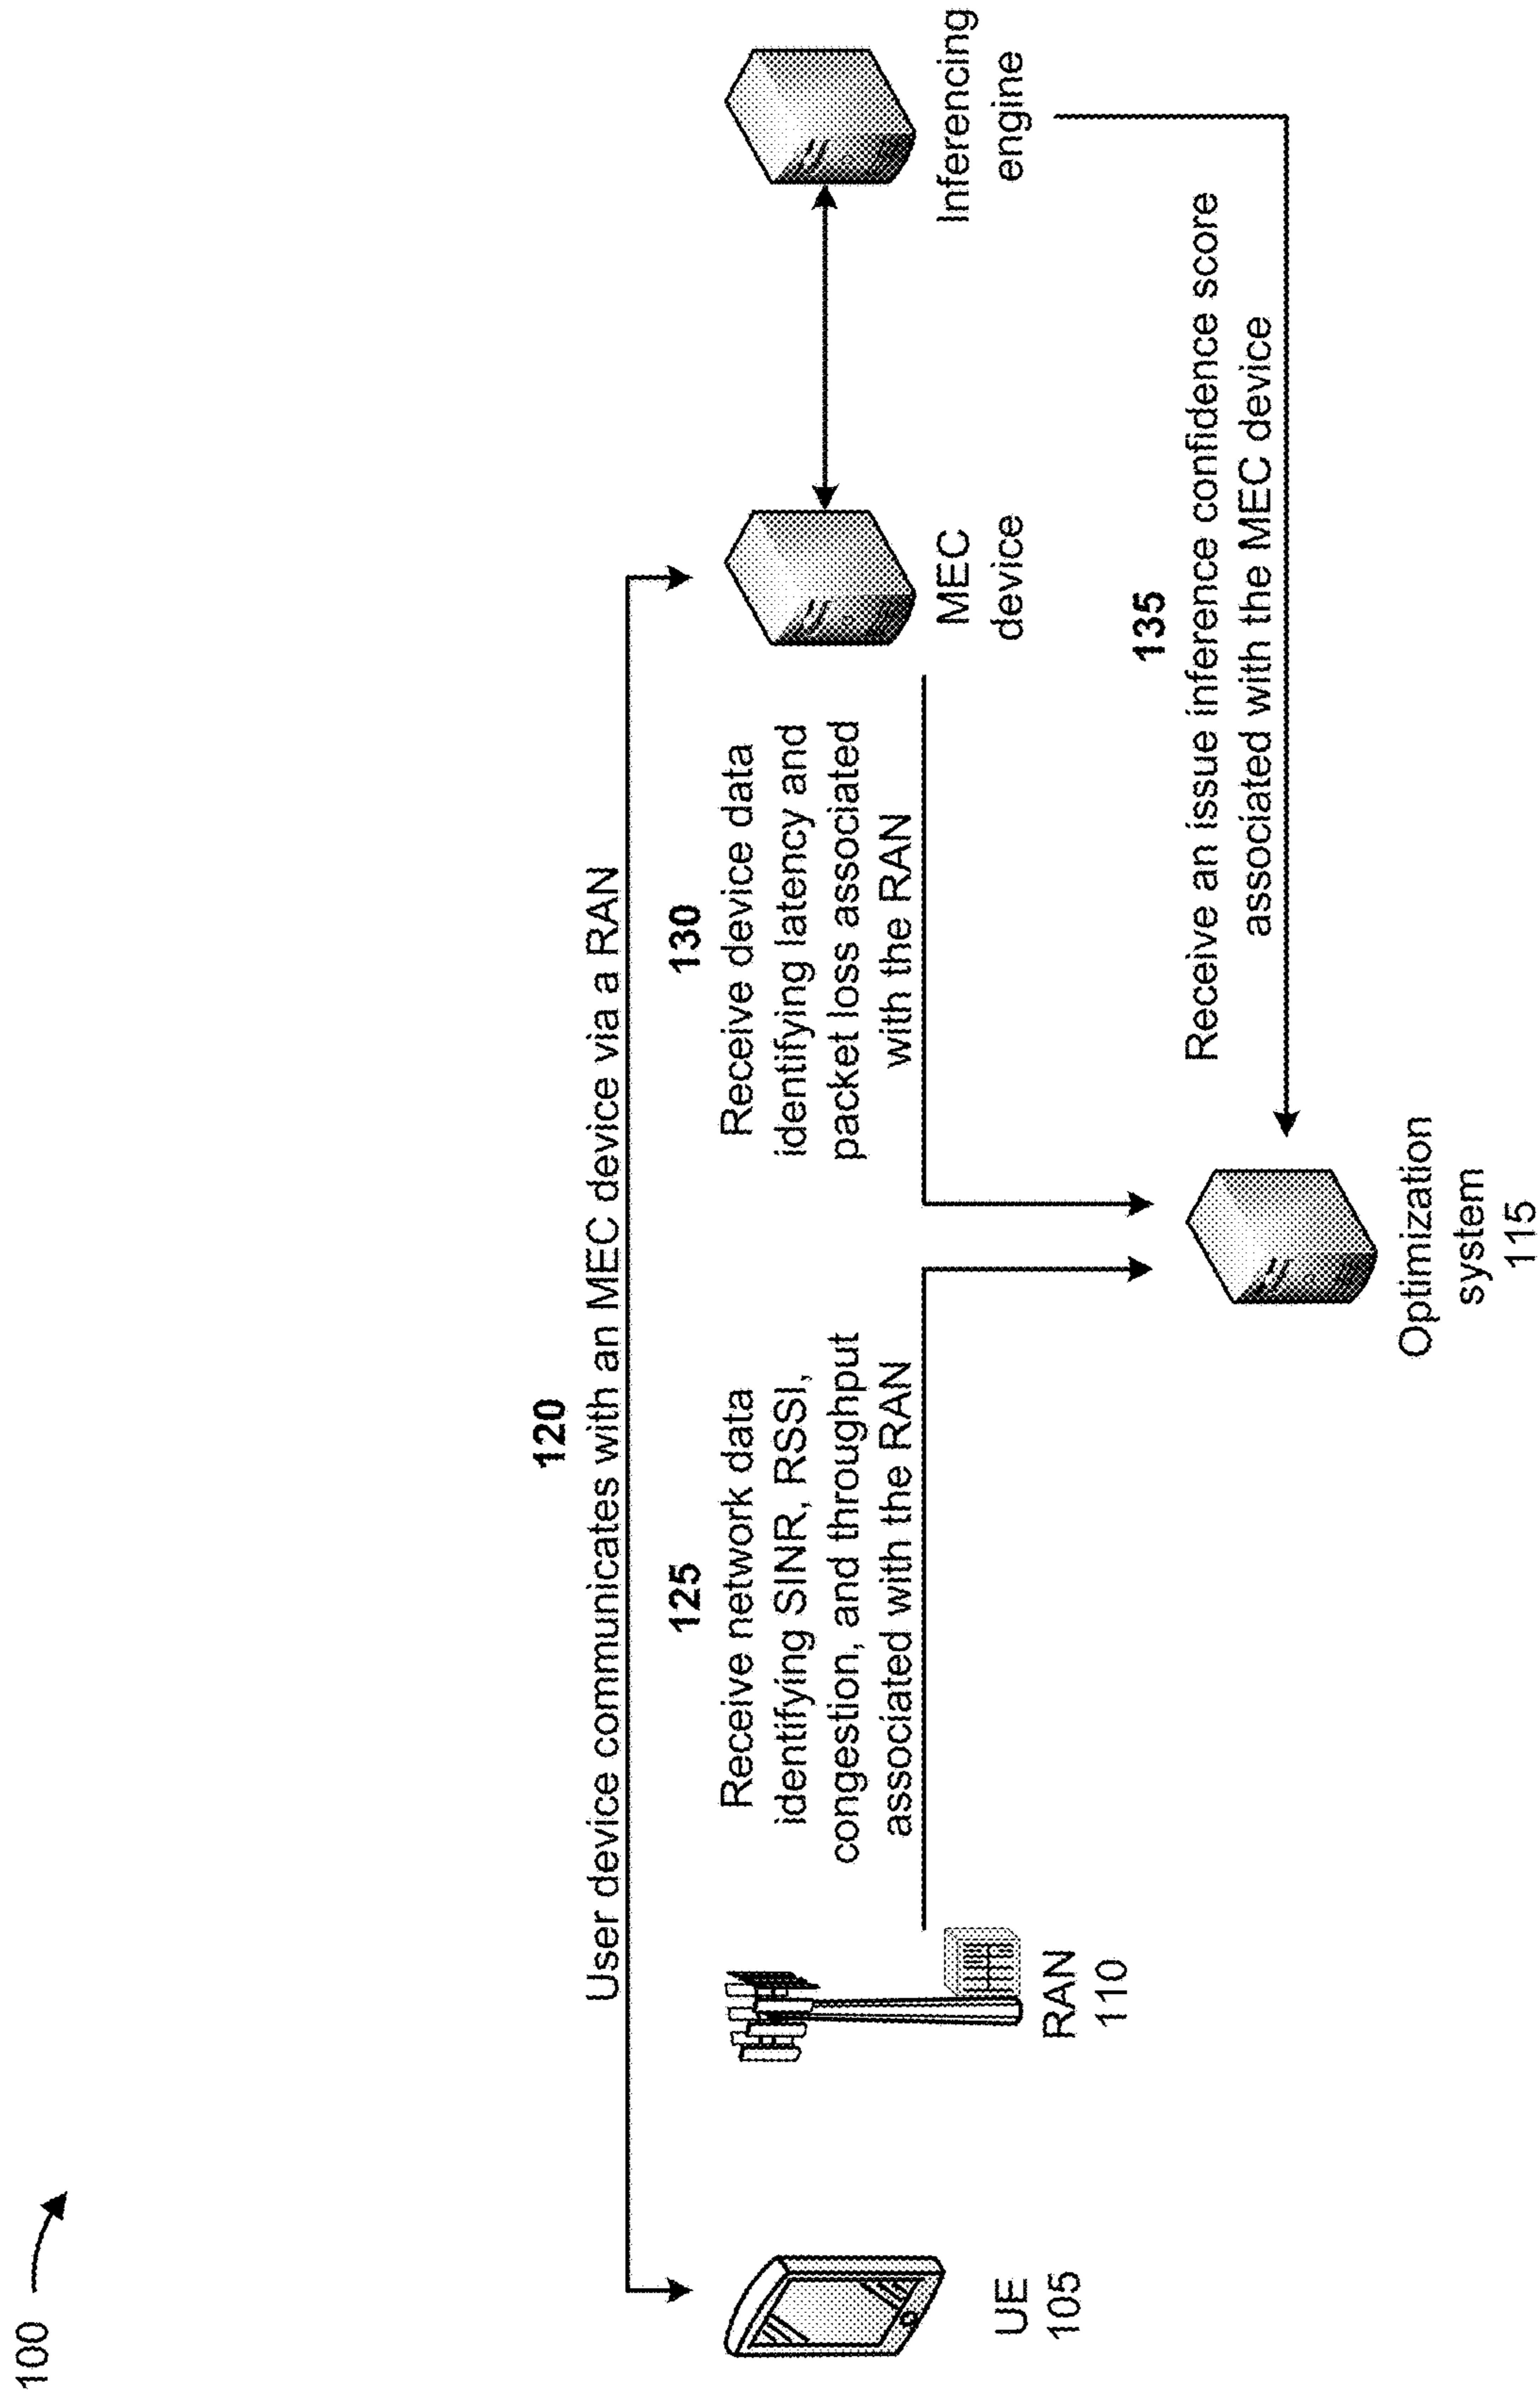 100
120
User device communicates with an MEC device via a RAN
125
Receive network data
identifying SINR, RSSI,
congestion, and throughput
associated with the RAN
130
Receive device data
identifying latency and
packet loss associated
with the RAN
UE
105
RAN
110
MEC
device
Inferencing
engine
135
Receive an issue inference confidence score
associated with the MEC device
Optimization
system
115